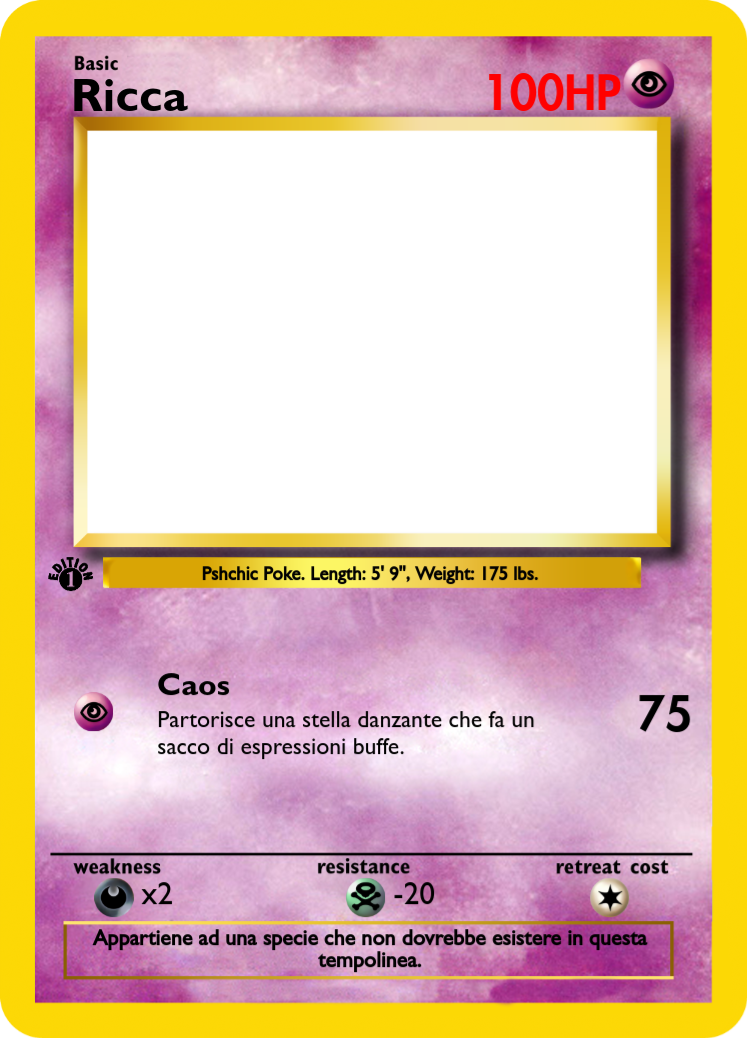 Basic
Ricca 100HP
EDITION 1
Pshchic Poke. Length: 5' 9", Weight: 175 lbs.
Caos
Partorisce una stella danzante che fa un
sacco di espressioni buffe.
75
weakness resistance retreat cost
x2 -20
Appartiene ad una specie che non dovrebbe esistere in questa
tempolinea.